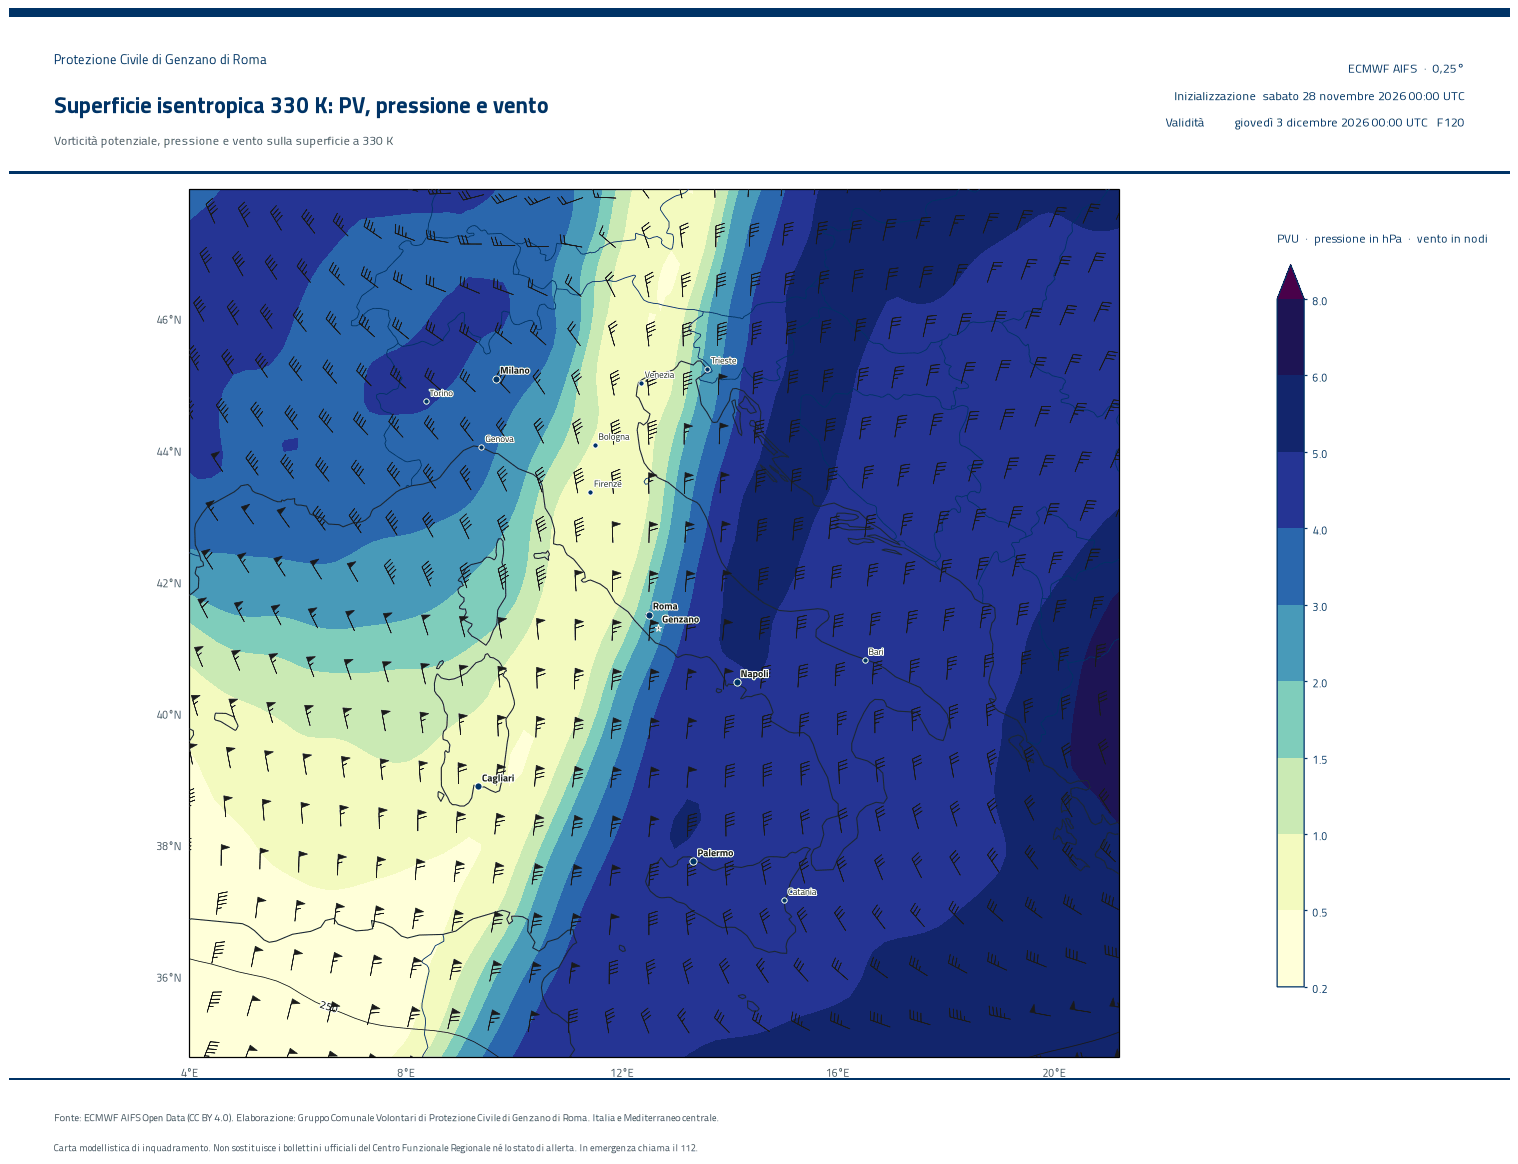 Protezione Civile di Genzano di Roma
Superficie isentropica 330 K: PV, pressione e vento
Vorticità potenziale, pressione e vento sulla superficie a 330 K
ECMWF AIFS · 0,25°
Inizializzazione sabato 28 novembre 2026 00:00 UTC
Validità giovedì 3 dicembre 2026 00:00 UTC F120
PVU · pressione in hPa · vento in nodi
8.0
6.0
5.0
4.0
3.0
2.0
1.5
1.0
0.5
0.2
46°N
44°N
42°N
40°N
38°N
36°N
Trieste
Milano
Venezia
Torino
Genova
Bologna
Firenze
Roma
Genzano
Bari
Napoli
Cagliari
Palermo
Catania
250
4°E
8°E
12°E
16°E
20°E
Fonte: ECMWF AIFS Open Data (CC BY 4.0). Elaborazione: Gruppo Comunale Volontari di Protezione Civile di Genzano di Roma. Italia e Mediterraneo centrale.
Carta modellistica di inquadramento. Non sostituisce i bollettini ufficiali del Centro Funzionale Regionale né lo stato di allerta. In emergenza chiama il 112.